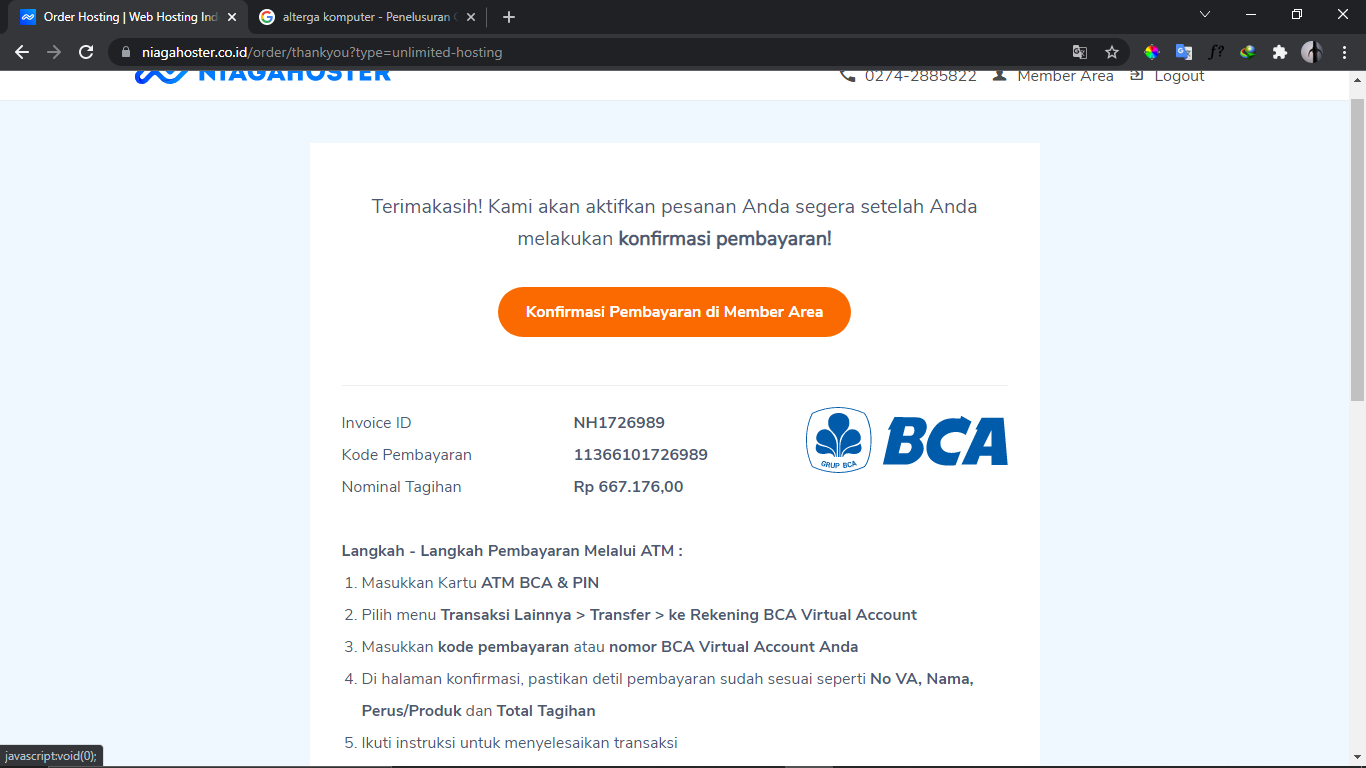 Order Hosting | Web Hosting Ind
alterga komputer - Penelusuran G
niagahoster.co.id/order/thankyou?type=unlimited-hosting
f?
NIAGAHOSTER
0274-2885822 Member Area Logout
Terimakasih! Kami akan aktifkan pesanan Anda segera setelah Anda
melakukan konfirmasi pembayaran!
Konfirmasi Pembayaran di Member Area
Invoice ID NH1726989
Kode Pembayaran 11366101726989
Nominal Tagihan Rp 667.176,00
GRUP BCA
BCA
Langkah - Langkah Pembayaran Melalui ATM :
1. Masukkan Kartu ATM BCA & PIN
2. Pilih menu Transaksi Lainnya > Transfer > ke Rekening BCA Virtual Account
3. Masukkan kode pembayaran atau nomor BCA Virtual Account Anda
4. Di halaman konfirmasi, pastikan detil pembayaran sudah sesuai seperti No VA, Nama,
Perus/Produk dan Total Tagihan
5. Ikuti instruksi untuk menyelesaikan transaksi
javascript:void(0);